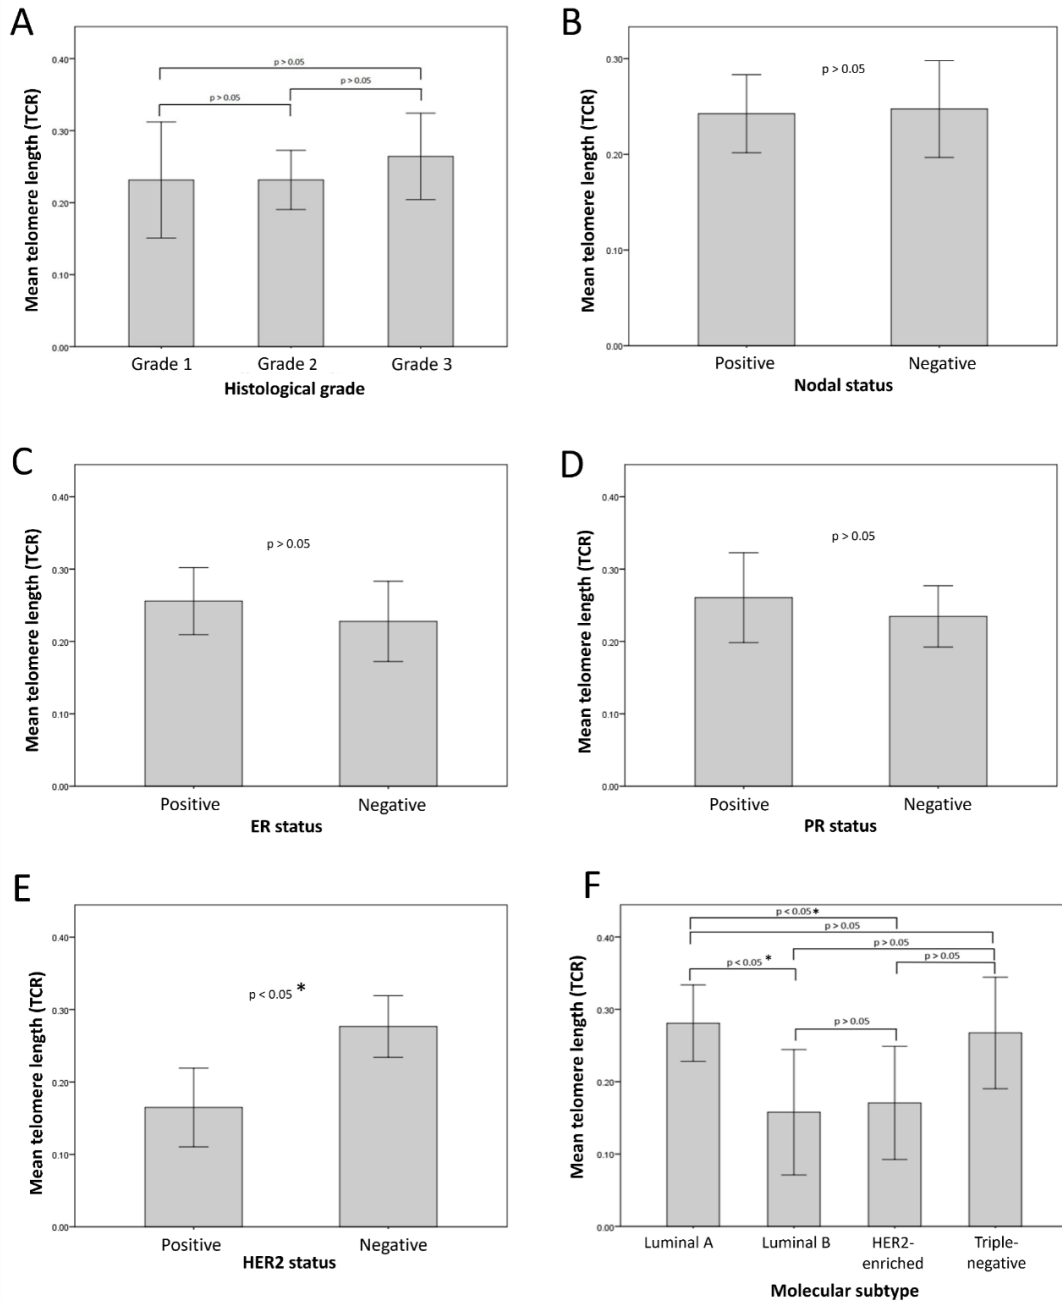 A
Mean telomere length (TCR)
0.40
0.30
0.20
0.10
0.00
p > 0.05
p > 0.05
p > 0.05
Grade 1
Grade 2
Grade 3
Histological grade
B
Mean telomere length (TCR)
0.30
0.20
0.10
0.00
p > 0.05
Positive
Negative
Nodal status
C
Mean telomere length (TCR)
0.40
0.30
0.20
0.10
0.00
p > 0.05
Positive
Negative
ER status
D
Mean telomere length (TCR)
0.40
0.30
0.20
0.10
0.00
p > 0.05
Positive
Negative
PR status
E
Mean telomere length (TCR)
0.40
0.30
0.20
0.10
0.00
p < 0.05 *
Positive
Negative
HER2 status
F
Mean telomere length (TCR)
0.40
0.30
0.20
0.10
0.00
p < 0.05 *
p > 0.05
p > 0.05
p < 0.05 *
p > 0.05
p > 0.05
Luminal A
Luminal B
HER2-
enriched
Triple-
negative
Molecular subtype